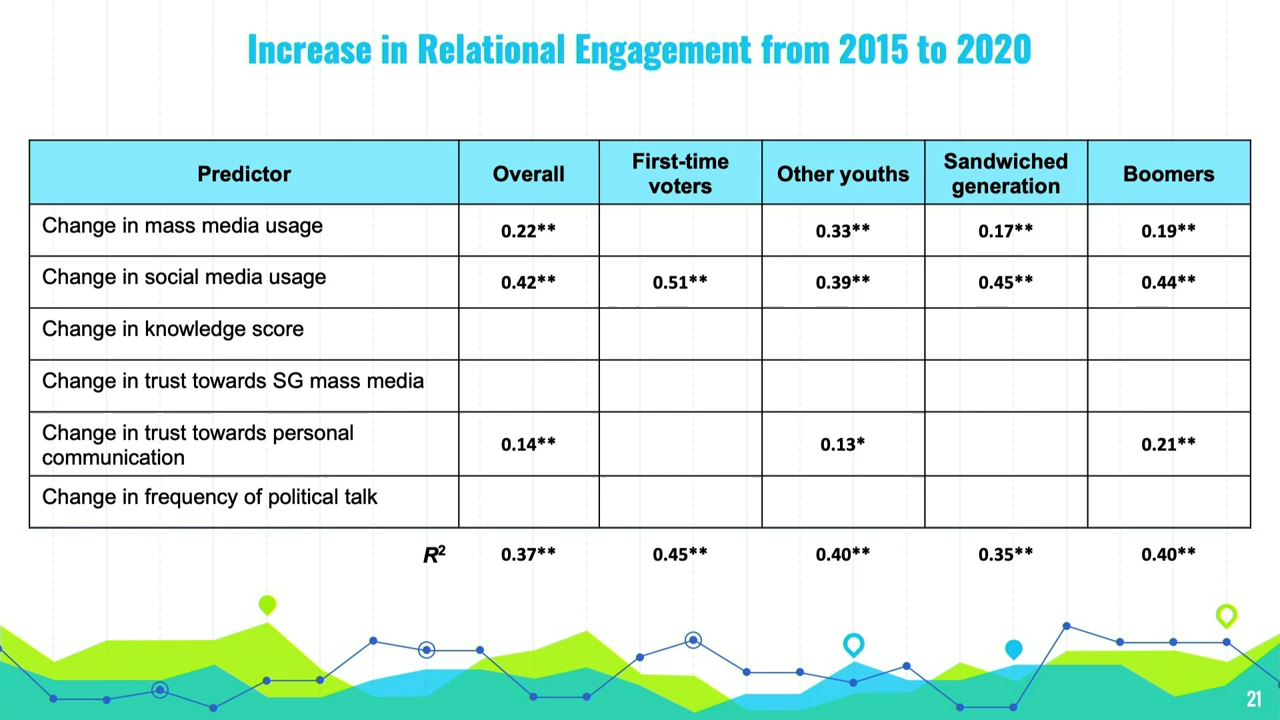 Increase in Relational Engagement from 2015 to 2020
Predictor
Overall
First-time
voters
Other youths
Sandwiched
generation
Boomers
Change in mass media usage
0.22**
0.33**
0.17**
0.19**
Change in social media usage
0.42**
0.51**
0.39**
0.45**
0.44**
Change in knowledge score
Change in trust towards SG mass media
Change in trust towards personal
communication
0.14**
0.13*
0.21**
Change in frequency of political talk
R²
0.37**
0.45**
0.40**
0.35**
0.40**
21